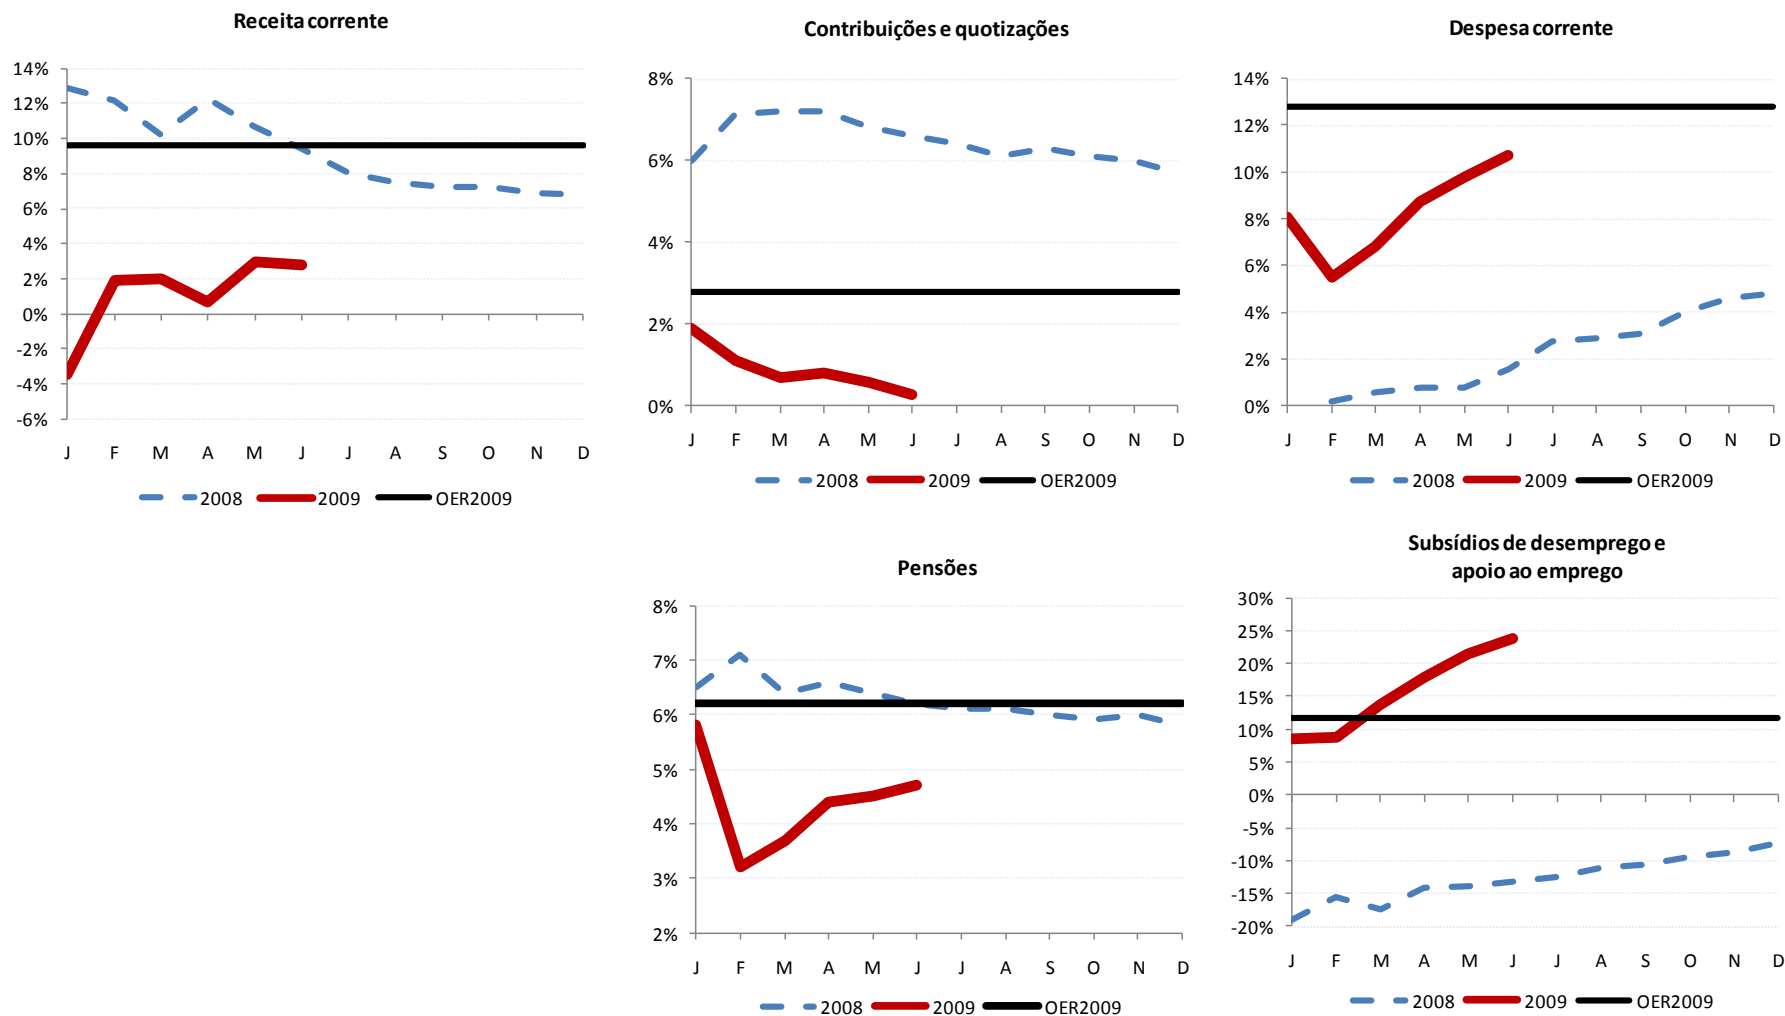 Receita corrente
14%
12%
10%
8%
6%
4%
2%
0%
-2%
-4%
-6%
J F M A M J J A S O N D
2008 2009 OER2009
Contribuições e quotizações
8%
6%
4%
2%
0%
J F M A M J J A S O N D
2008 2009 OER2009
Despesa corrente
14%
12%
10%
8%
6%
4%
2%
0%
J F M A M J J A S O N D
2008 2009 OER2009
Pensões
8%
7%
6%
5%
4%
3%
2%
J F M A M J J A S O N D
2008 2009 OER2009
Subsídios de desemprego e
apoio ao emprego
30%
25%
20%
15%
10%
5%
0%
-5%
-10%
-15%
-20%
J F M A M J J A S O N D
2008 2009 OER2009